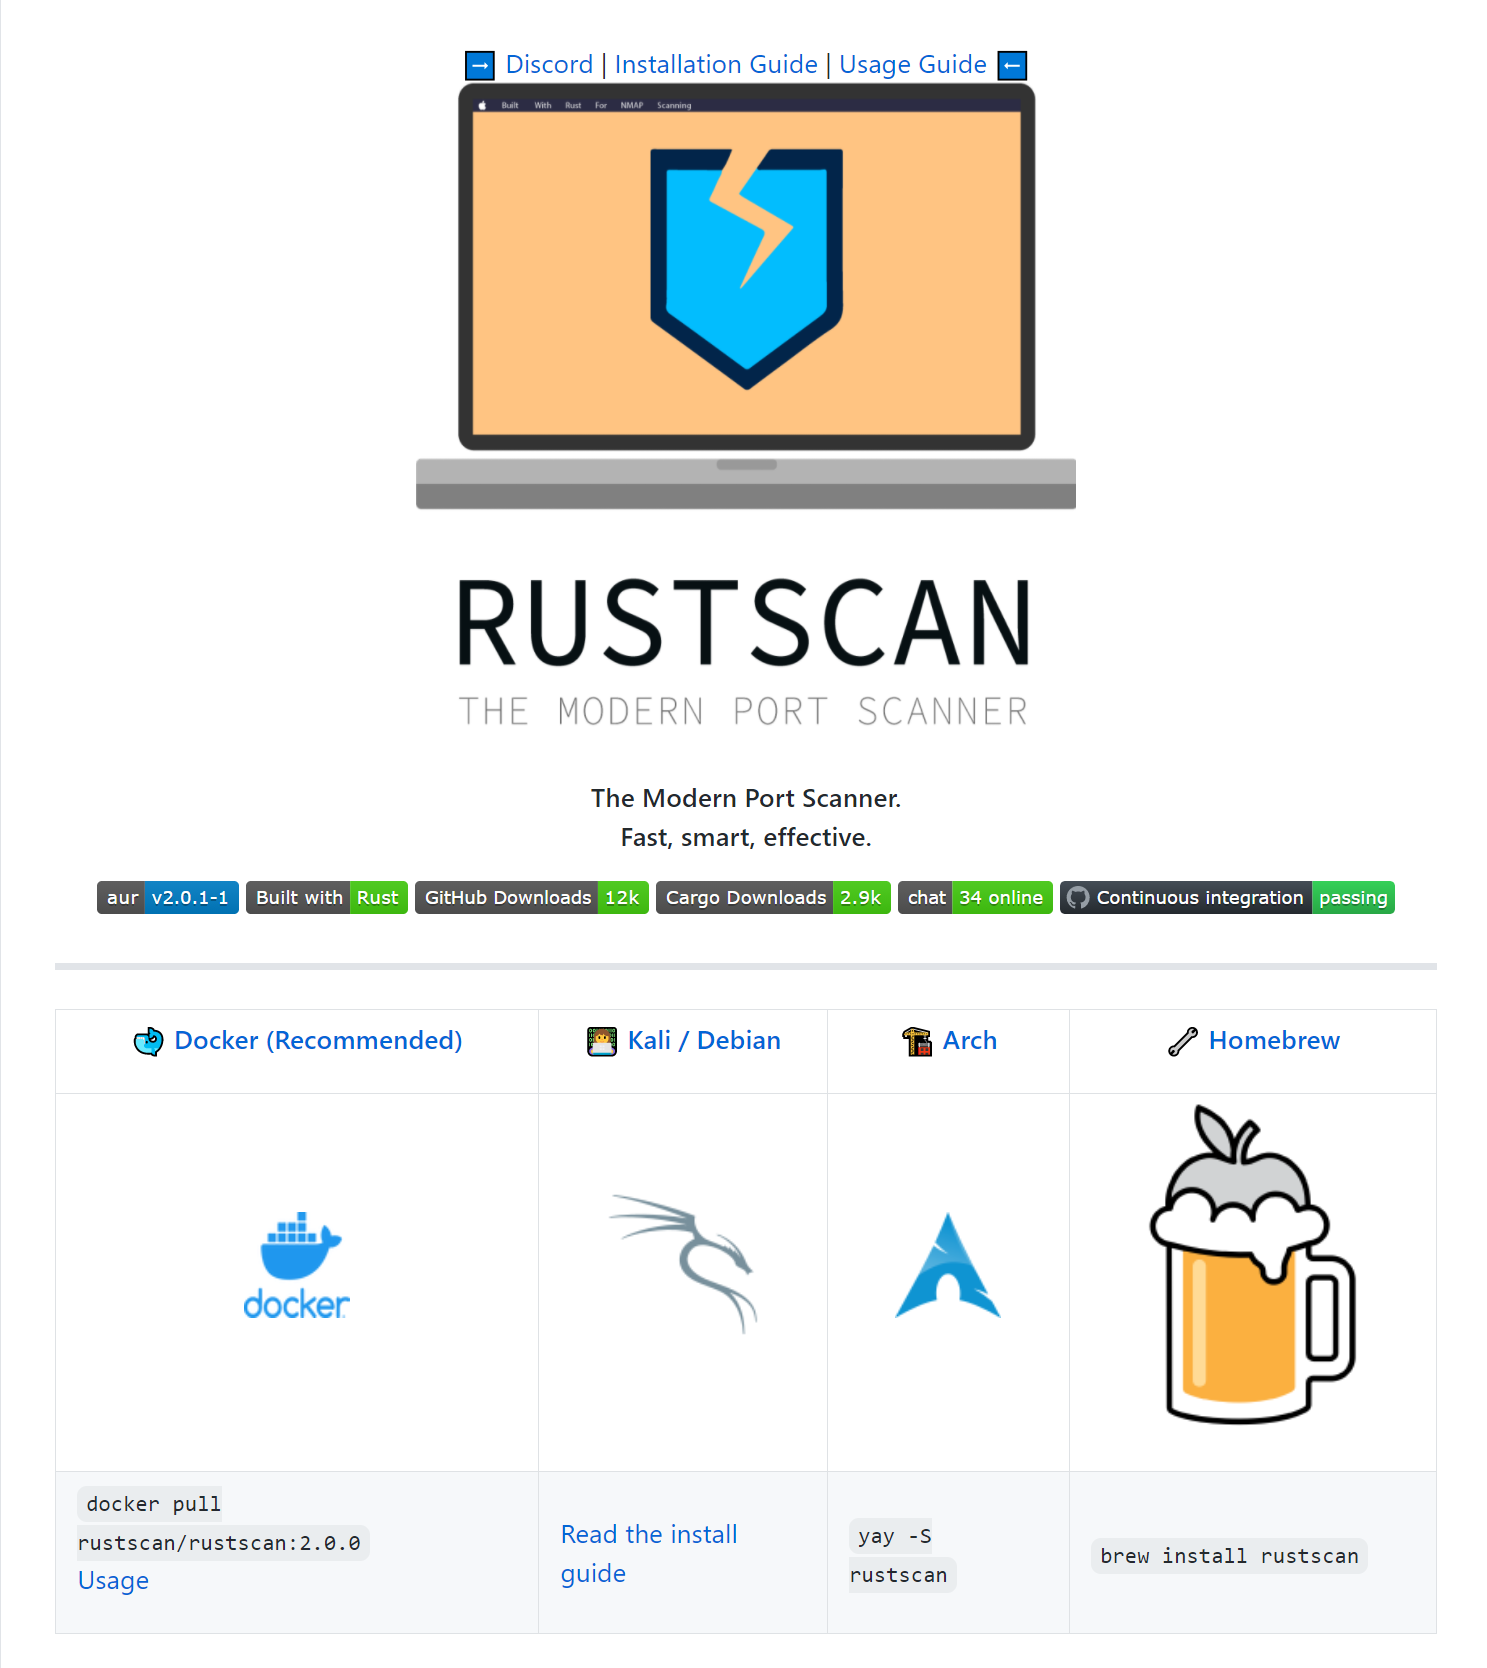 Discord | Installation Guide | Usage Guide
Built With Rust For NMAP Scanning
RUSTSCAN
THE MODERN PORT SCANNER
The Modern Port Scanner.
Fast, smart, effective.
aur v2.0.1-1 Built with Rust GitHub Downloads 12k Cargo Downloads 2.9k chat 34 online Continuous integration passing
Docker (Recommended) Kali / Debian Arch Homebrew
docker
docker pull
rustscan/rustscan:2.0.0
Usage
Read the install
guide
yay -S
rustscan
brew install rustscan